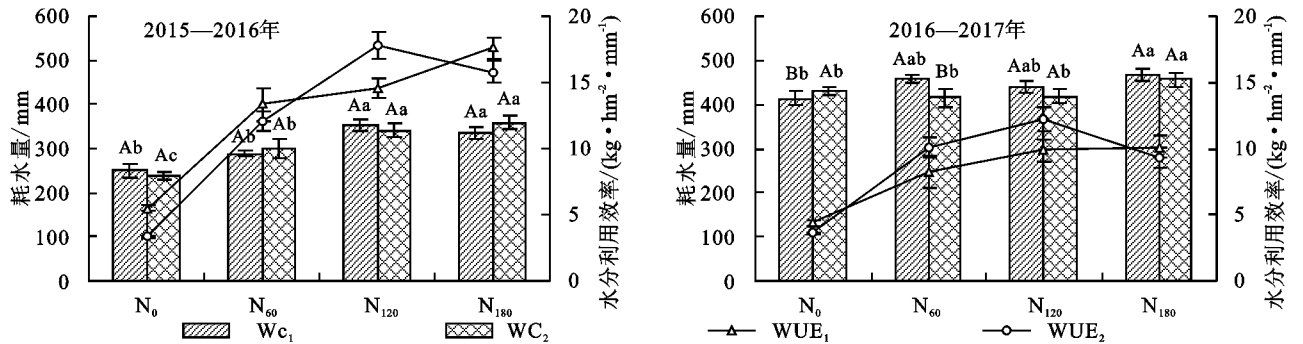 600
500
400
300
200
100
0
耗水量/mm
2015—2016年
Ab
Ac
Ab
Ab
Aa
Aa
Aa
Aa
20
15
10
5
0
水分利用效率/(kg·hm⁻²·mm⁻¹)
N₀
N₆₀
N₁₂₀
N₁₈₀
600
500
400
300
200
100
0
耗水量/mm
2016—2017年
Bb
Ab
Aab
Bb
Aab
Ab
Aa
Aa
20
15
10
5
0
水分利用效率/(kg·hm⁻²·mm⁻¹)
N₀
N₆₀
N₁₂₀
N₁₈₀
Wc₁
WC₂
WUE₁
WUE₂